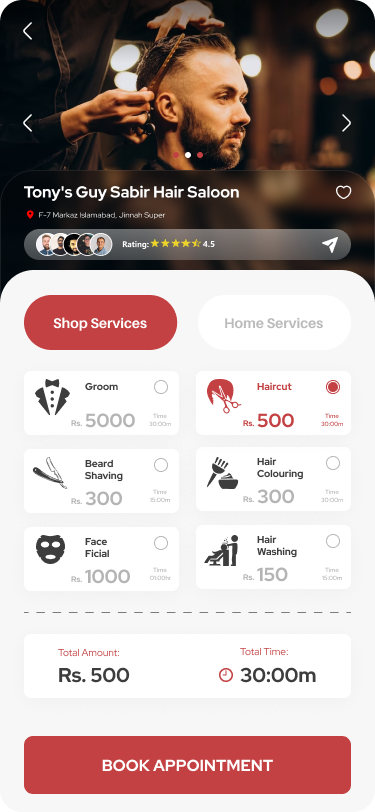 Tony's Guy Sabir Hair Saloon
F-7 Markaz Islamabad, Jinnah Super
Rating: 4.5
Shop Services
Home Services
Groom
Rs. 5000
Time
30:00m
Haircut
Rs. 500
Time
30:00m
Beard
Shaving
Rs. 300
Time
15:00m
Hair
Colouring
Rs. 300
Time
30:00m
Face
Ficial
Rs. 1000
Time
01:00hr
Hair
Washing
Rs. 150
Time
15:00m
Total Amount:
Rs. 500
Total Time:
30:00m
BOOK APPOINTMENT